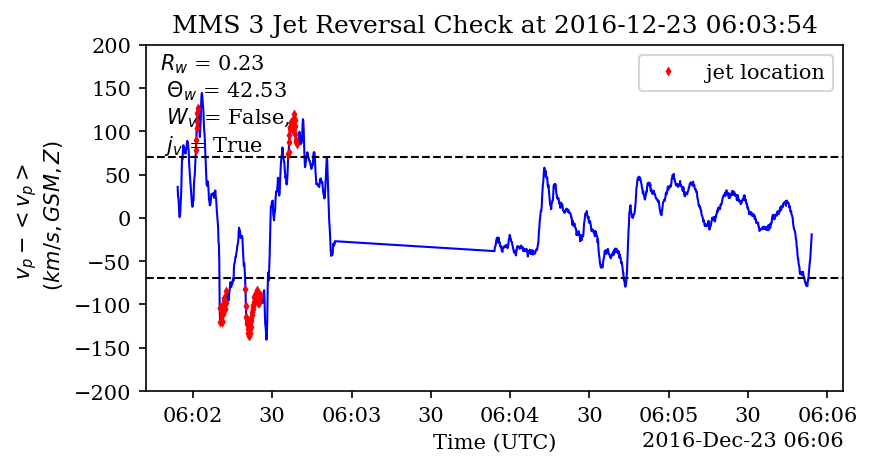 MMS 3 Jet Reversal Check at 2016-12-23 06:03:54
200
150
100
50
0
−50
−100
−150
−200
v_p − < v_p >
(km/s, GSM, Z)
R_w = 0.23
Θ_w = 42.53
W_v = False,
j_v = True
jet location
06:02 30 06:03 30 06:04 30 06:05 30 06:06
Time (UTC)
2016-Dec-23 06:06